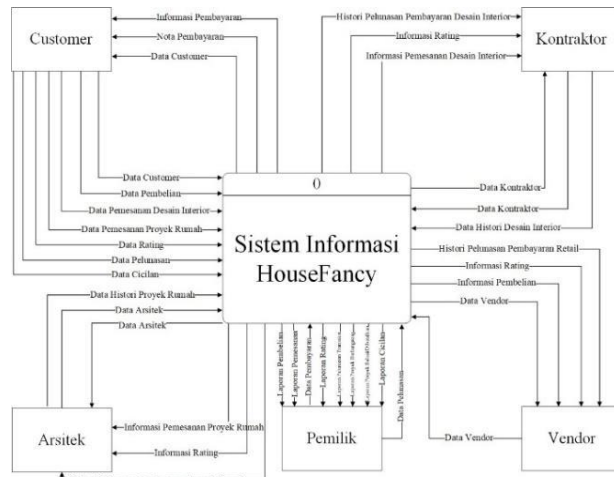 Customer
Informasi Pembayaran
Nota Pembayaran
Data Customer
Histori Pelunasan Pembayaran Desain Interior
Informasi Rating
Informasi Pemesanan Desain Interior
Kontraktor
0
Sistem Informasi
HouseFancy
Data Customer
Data Pembelian
Data Pemesanan Desain Interior
Data Pemesanan Proyek Rumah
Data Rating
Data Pelunasan
Data Cicilan
Data Histori Proyek Rumah
Data Arsitek
Data Arsitek
Data Kontraktor
Data Kontraktor
Data Histori Desain Interior
Histori Pelunasan Pembayaran Retail
Informasi Rating
Informasi Pembelian
Data Vendor
Laporan Pembelian
Laporan Pemesanan
Data Pembayaran
Laporan Rating
Laporan Cicilan
Data Pelunasan
Arsitek
Informasi Pemesanan Proyek Rumah
Informasi Rating
Pemilik
Data Vendor
Vendor